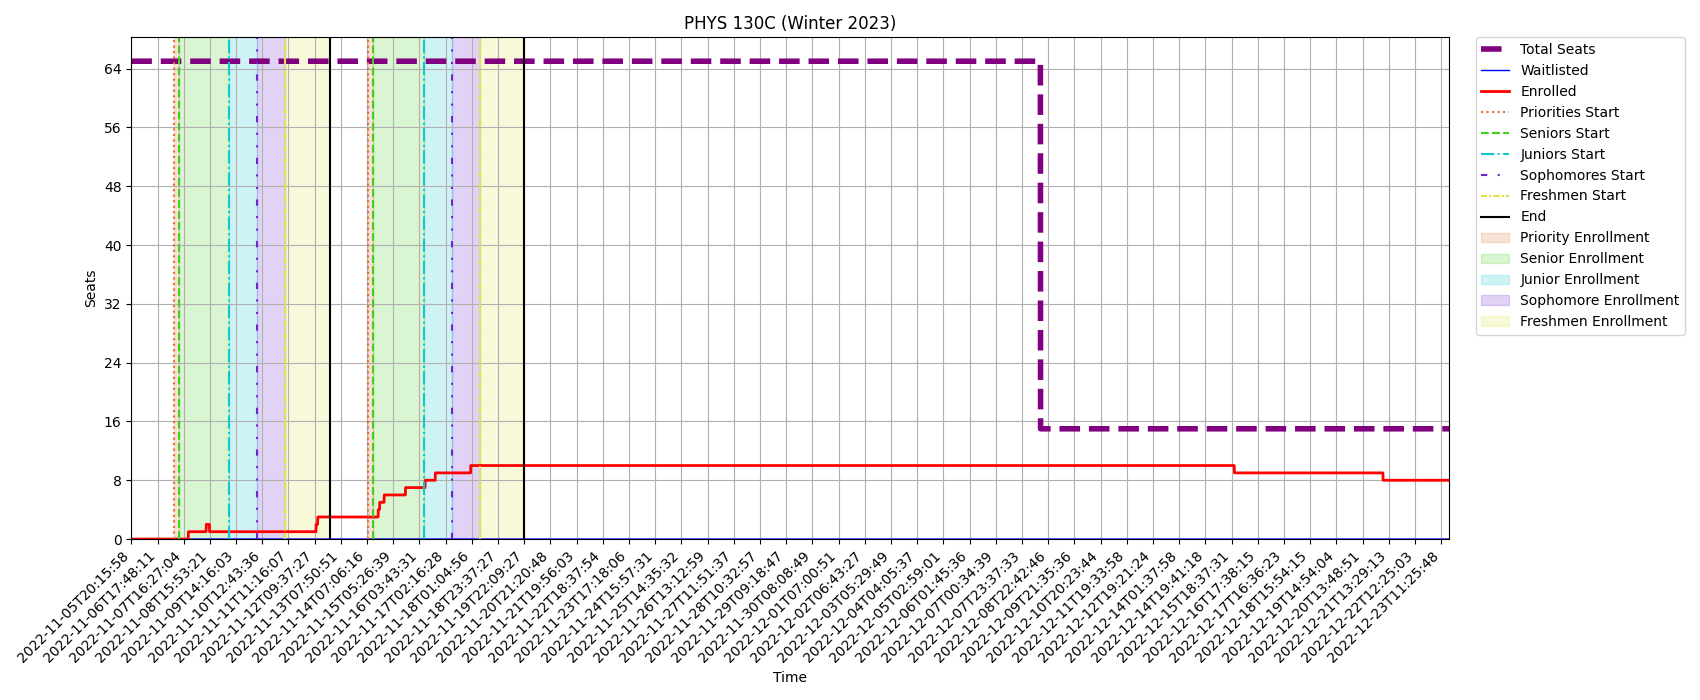 PHYS 130C (Winter 2023)
Seats
64
56
48
40
32
24
16
8
0
2022-11-05T20:15:58
2022-11-06T17:48:11
2022-11-07T16:27:04
2022-11-08T15:53:21
2022-11-09T14:16:03
2022-11-10T12:43:36
2022-11-11T11:16:07
2022-11-12T09:37:27
2022-11-13T07:50:51
2022-11-14T07:06:16
2022-11-15T05:26:39
2022-11-16T03:43:31
2022-11-17T02:16:28
2022-11-18T01:04:56
2022-11-18T23:37:27
2022-11-19T22:09:27
2022-11-20T21:20:48
2022-11-21T19:56:03
2022-11-22T18:37:54
2022-11-23T17:18:06
2022-11-24T15:57:31
2022-11-25T14:35:32
2022-11-26T13:12:59
2022-11-27T11:51:37
2022-11-28T10:32:57
2022-11-29T09:18:47
2022-11-30T08:08:49
2022-12-01T07:00:51
2022-12-02T06:43:27
2022-12-03T05:29:49
2022-12-04T04:05:37
2022-12-05T02:59:01
2022-12-06T01:45:36
2022-12-07T00:34:39
2022-12-07T23:37:33
2022-12-08T22:42:46
2022-12-09T21:35:36
2022-12-10T20:23:44
2022-12-11T19:33:58
2022-12-12T19:21:24
2022-12-14T01:37:58
2022-12-14T19:41:18
2022-12-15T18:37:31
2022-12-16T17:38:15
2022-12-17T16:36:23
2022-12-18T15:54:15
2022-12-19T14:54:04
2022-12-20T13:48:51
2022-12-21T13:29:13
2022-12-22T12:25:03
2022-12-23T11:25:48
Time
Total Seats
Waitlisted
Enrolled
Priorities Start
Seniors Start
Juniors Start
Sophomores Start
Freshmen Start
End
Priority Enrollment
Senior Enrollment
Junior Enrollment
Sophomore Enrollment
Freshmen Enrollment